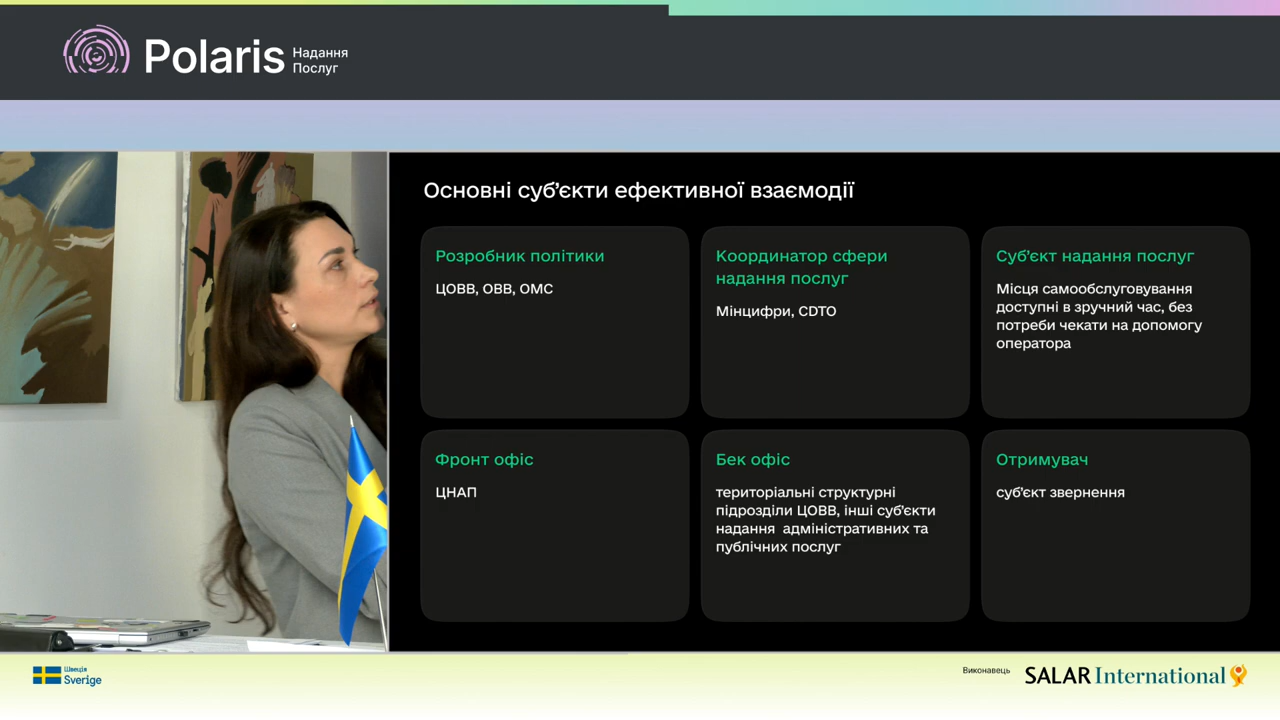 Polaris
Надання
Послуг
Основні суб’єкти ефективної взаємодії
Розробник політики
ЦОВВ, ОВВ, ОМС
Координатор сфери
надання послуг
Мінцифри, CDTO
Суб’єкт надання послуг
Місця самообслуговування
доступні в зручний час, без
потреби чекати на допомогу
оператора
Фронт офіс
ЦНАП
Бек офіс
територіальні структурні
підрозділи ЦОВВ, інші суб’єкти
надання адміністративних та
публічних послуг
Отримувач
суб’єкт звернення
Швеція
Sverige
Виконавець
SALAR International